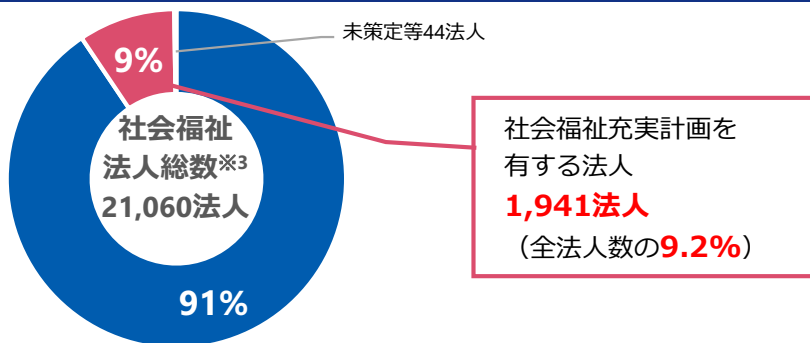 未策定等44法人
9%
社会福祉
法人総数※3
21,060法人
91%
社会福祉充実計画を
有する法人
1,941法人
（全法人数の9.2%）